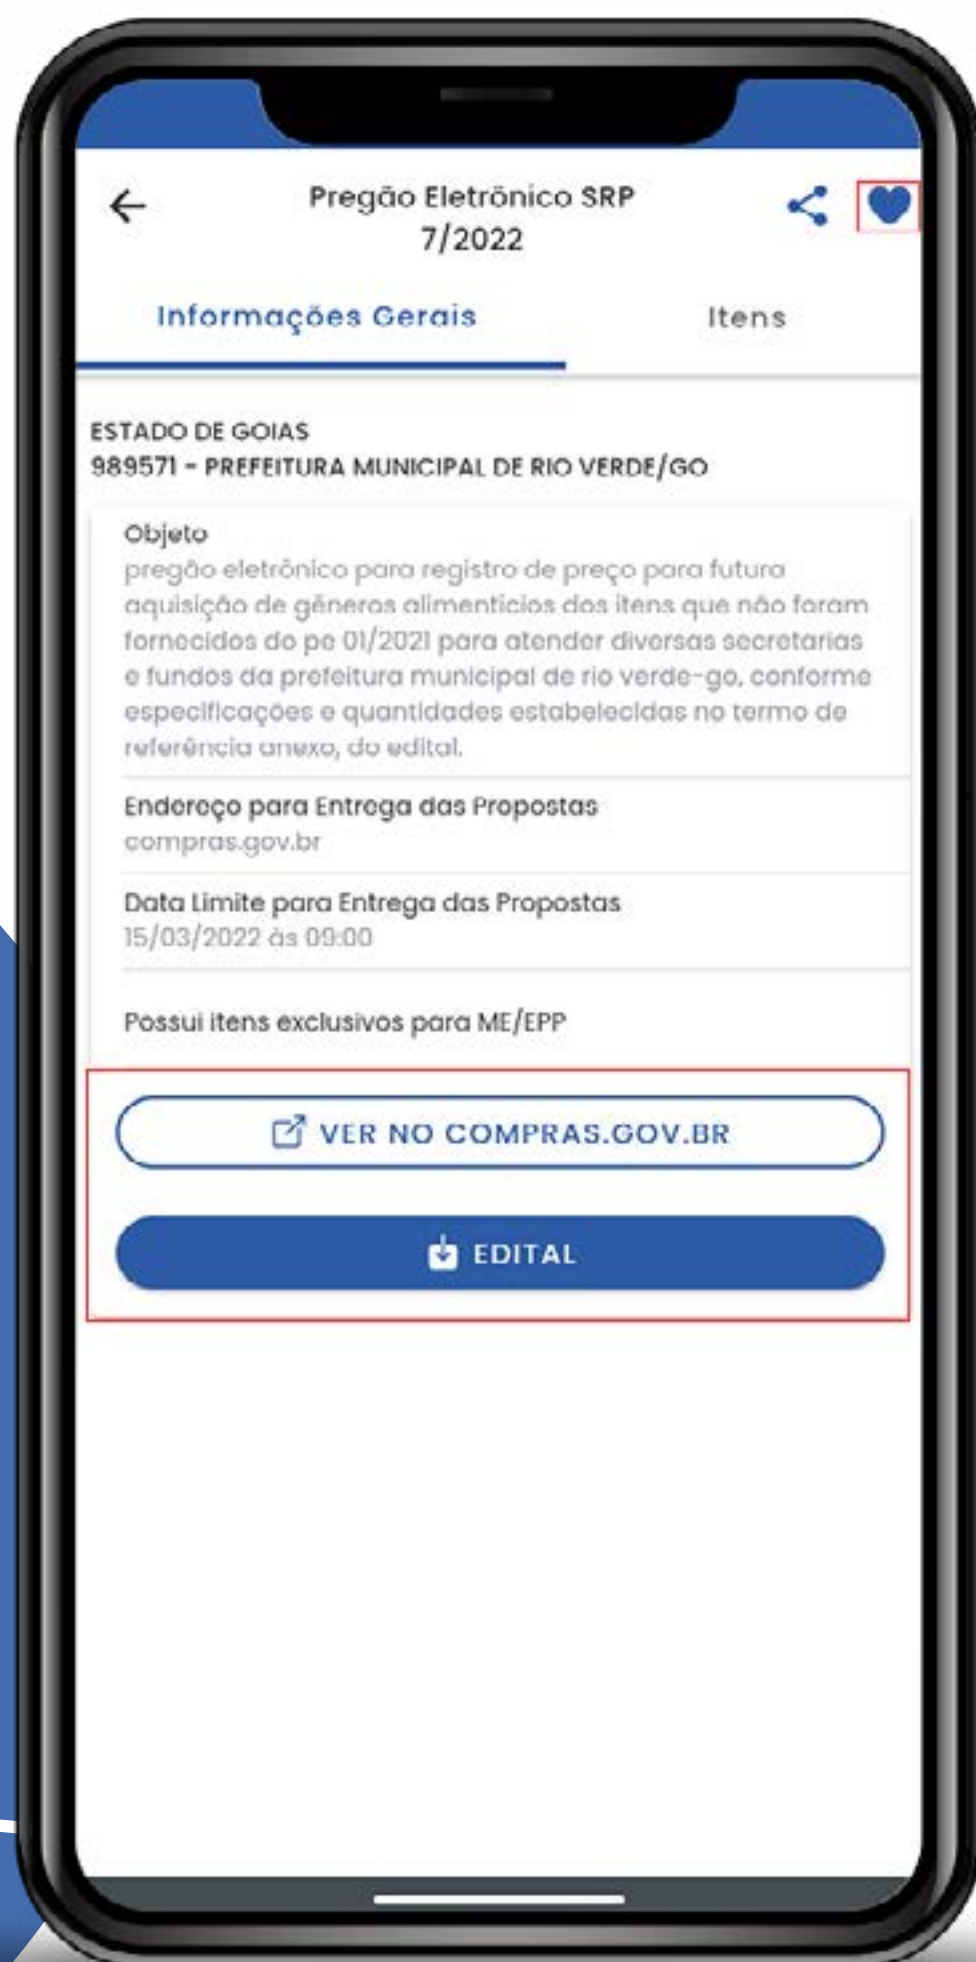 Pregão Eletrônico SRP
7/2022
Informações Gerais
Itens
ESTADO DE GOIAS
989571 - PREFEITURA MUNICIPAL DE RIO VERDE/GO
Objeto
pregão eletrônico para registro de preço para futura
aquisição de gêneros alimentícios dos itens que não foram
fornecidos do pe 01/2021 para atender diversas secretarias
e fundos da prefeitura municipal de rio verde-go, conforme
especificações e quantidades estabelecidas no termo de
referência anexo, do edital.
Endereço para Entrega das Propostas
compras.gov.br
Data Limite para Entrega das Propostas
15/03/2022 às 09:00
Possui itens exclusivos para ME/EPP
VER NO COMPRAS.GOV.BR
EDITAL